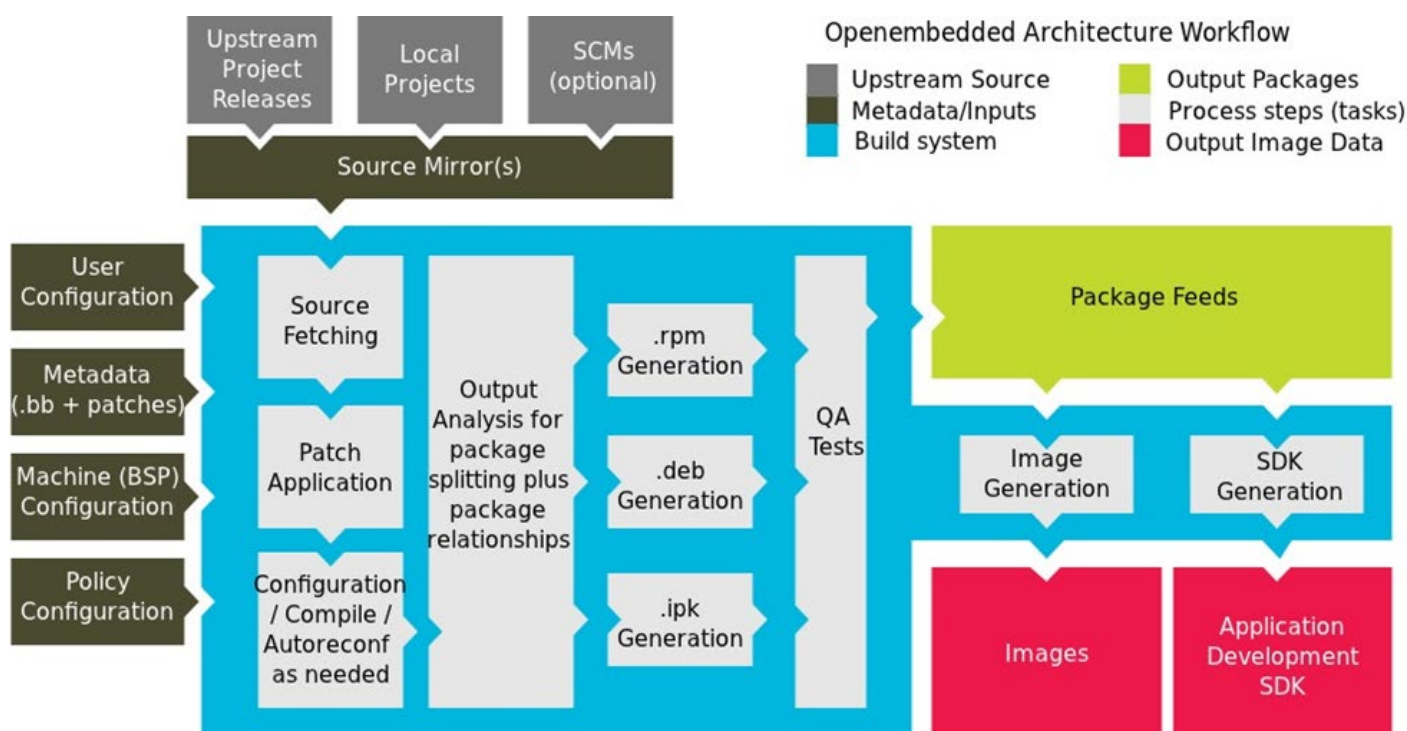 Upstream
Project
Releases
Local
Projects
SCMs
(optional)
Openembedded Architecture Workflow
Upstream Source
Metadata/Inputs
Build system
Output Packages
Process steps (tasks)
Output Image Data
Source Mirror(s)
User
Configuration
Metadata
(.bb + patches)
Machine (BSP)
Configuration
Policy
Configuration
Source
Fetching
Patch
Application
Configuration
/ Compile /
Autoreconf
as needed
Output
Analysis for
package
splitting plus
package
relationships
.rpm
Generation
.deb
Generation
.ipk
Generation
QA
Tests
Package Feeds
Image
Generation
SDK
Generation
Images
Application
Development
SDK